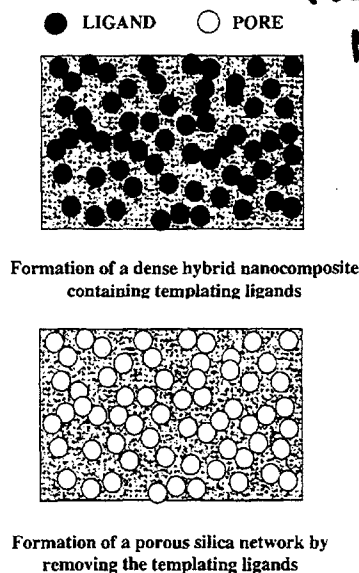 LIGAND PORE
Formation of a dense hybrid nanocomposite
containing templating ligands
Formation of a porous silica network by
removing the templating ligands